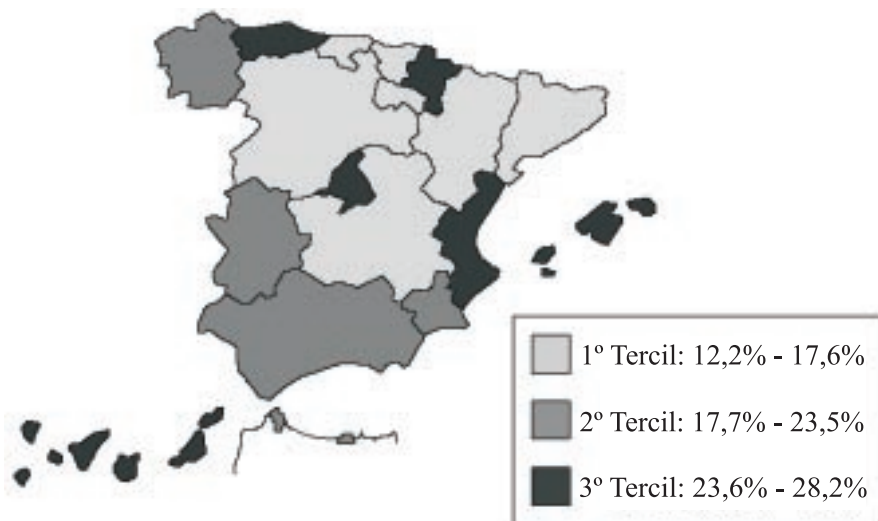 1º Tercil: 12,2% - 17,6%
2º Tercil: 17,7% - 23,5%
3º Tercil: 23,6% - 28,2%